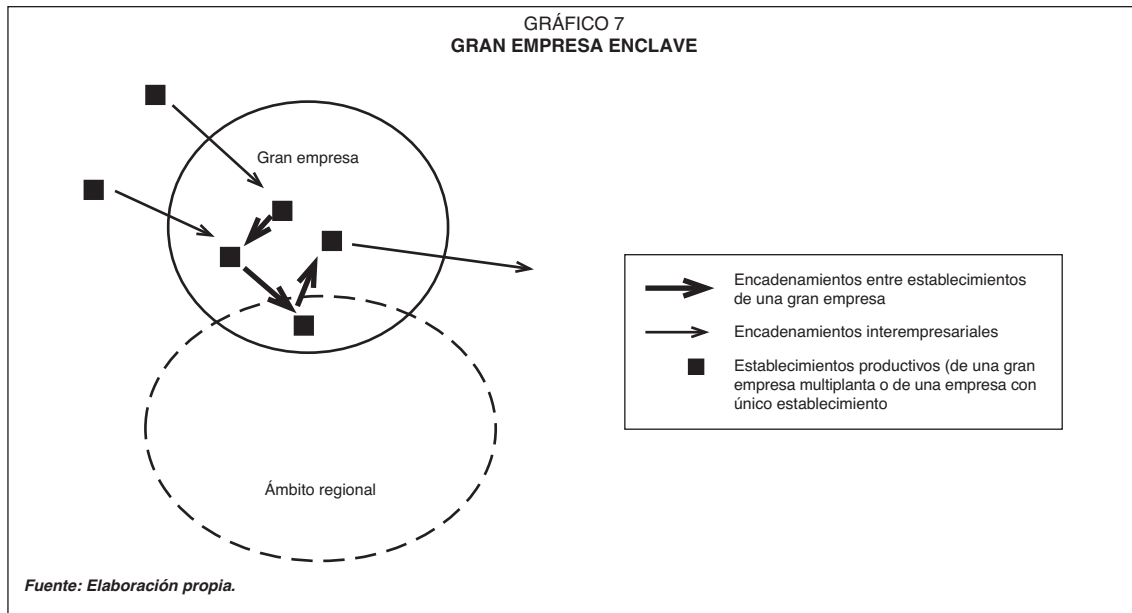 GRÁFICO 7
GRAN EMPRESA ENCLAVE
Gran empresa
Encadenamientos entre establecimientos
de una gran empresa
Encadenamientos interempresariales
Establecimientos productivos (de una gran
empresa multiplanta o de una empresa con
único establecimiento
Ámbito regional
Fuente: Elaboración propia.